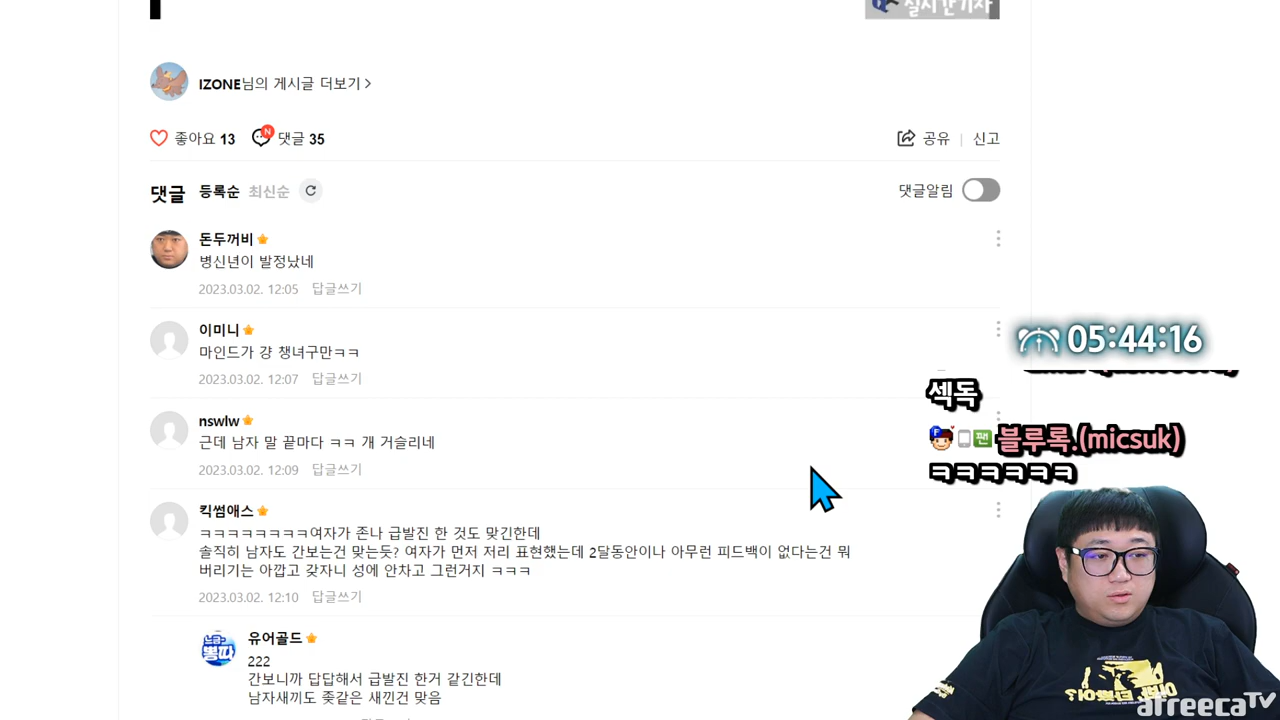 실시간기자
IZONE님의 게시글 더보기 >
좋아요 13 N 댓글 35
공유 | 신고
댓글 등록순 최신순
댓글알림
돈두꺼비
병신년이 발정났네
2023.03.02. 12:05 답글쓰기
이미니
마인드가 걍 챙녀구만ㅋㅋ
2023.03.02. 12:07 답글쓰기
nswlw
근데 남자 말 끝마다 ㅋㅋ 개 거슬리네
2023.03.02. 12:09 답글쓰기
킥썸애스
ㅋㅋㅋㅋㅋㅋㅋㅋ여자가 존나 급발진 한 것도 맞긴한데
솔직히 남자도 간보는건 맞는듯? 여자가 먼저 저리 표현했는데 2달동안이나 아무런 피드백이 없다는건 뭐
버리기는 아깝고 갖자니 성에 안차고 그런거지 ㅋㅋㅋ
2023.03.02. 12:10 답글쓰기
유어골드
222
간보니까 답답해서 급발진 한거 같긴한데
남자새끼도 좆같은 새낀건 맞음
05:44:16
섹독
F 팬 블루록.(micsuk)
ㅋㅋㅋㅋㅋㅋ
afreecaTV